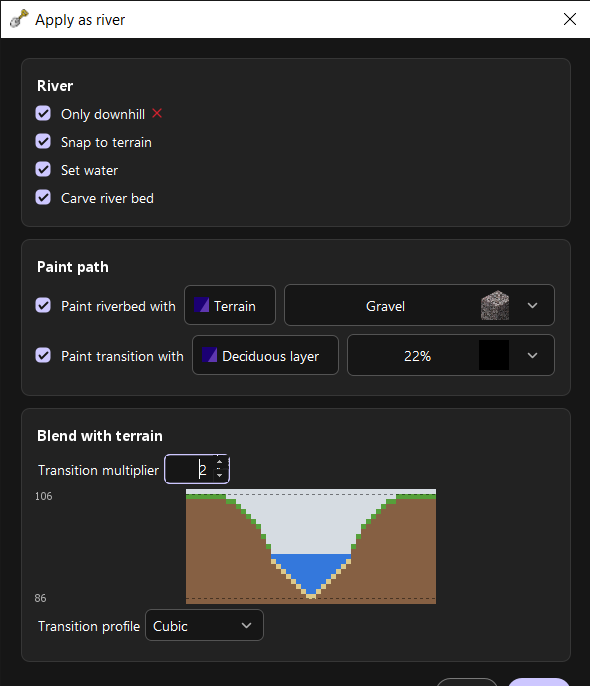 Apply as river
River
Only downhill
Snap to terrain
Set water
Carve river bed
Paint path
Paint riverbed with Terrain Gravel
Paint transition with Deciduous layer 22%
Blend with terrain
Transition multiplier 2
106
86
Transition profile Cubic